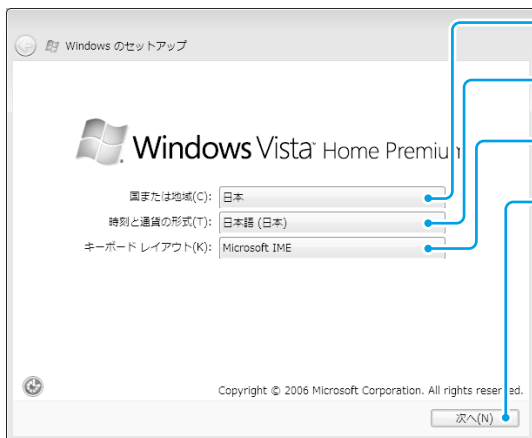 Windows のセットアップ
Windows Vista™ Home Premium
国または地域(C): 日本
時刻と通貨の形式(T): 日本語 (日本)
キーボード レイアウト(K): Microsoft IME
Copyright © 2006 Microsoft Corporation. All rights reserved.
次へ(N)